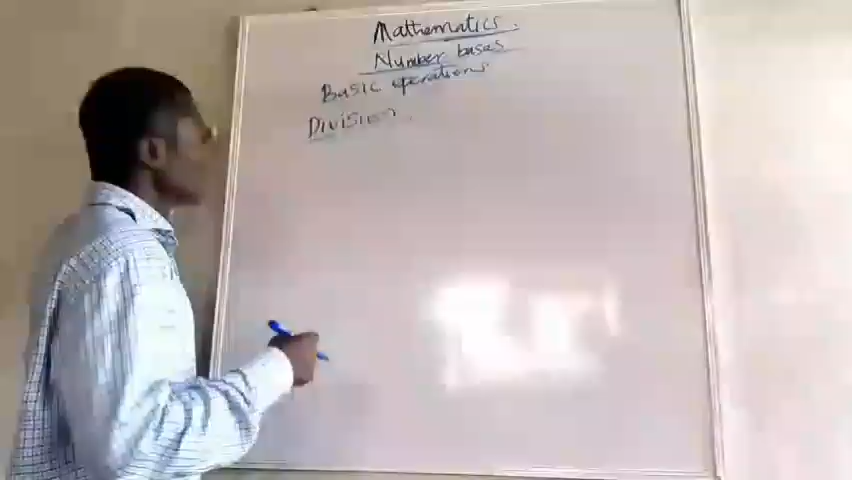 Mathematics.
Number bases
Basic operations
Division.